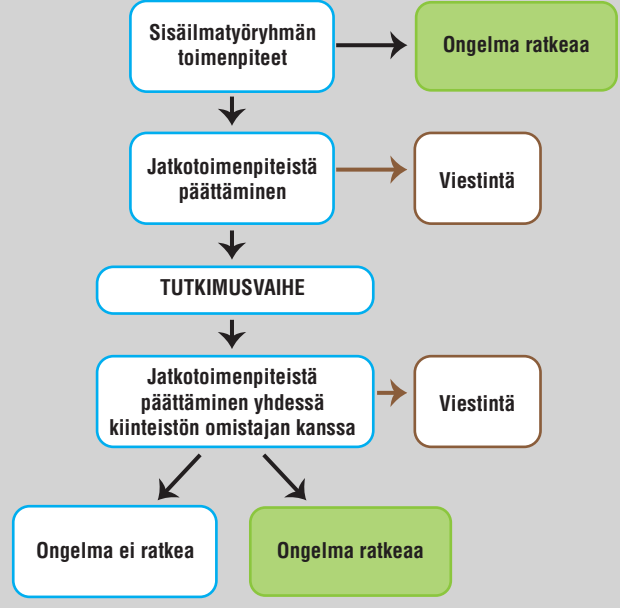 Sisäilmatyöryhmän
toimenpiteet
Ongelma ratkeaa
Jatkotoimenpiteistä
päättäminen
Viestintä
TUTKIMUSVAIHE
Jatkotoimenpiteistä
päättäminen yhdessä
kiinteistön omistajan kanssa
Viestintä
Ongelma ei ratkea
Ongelma ratkeaa